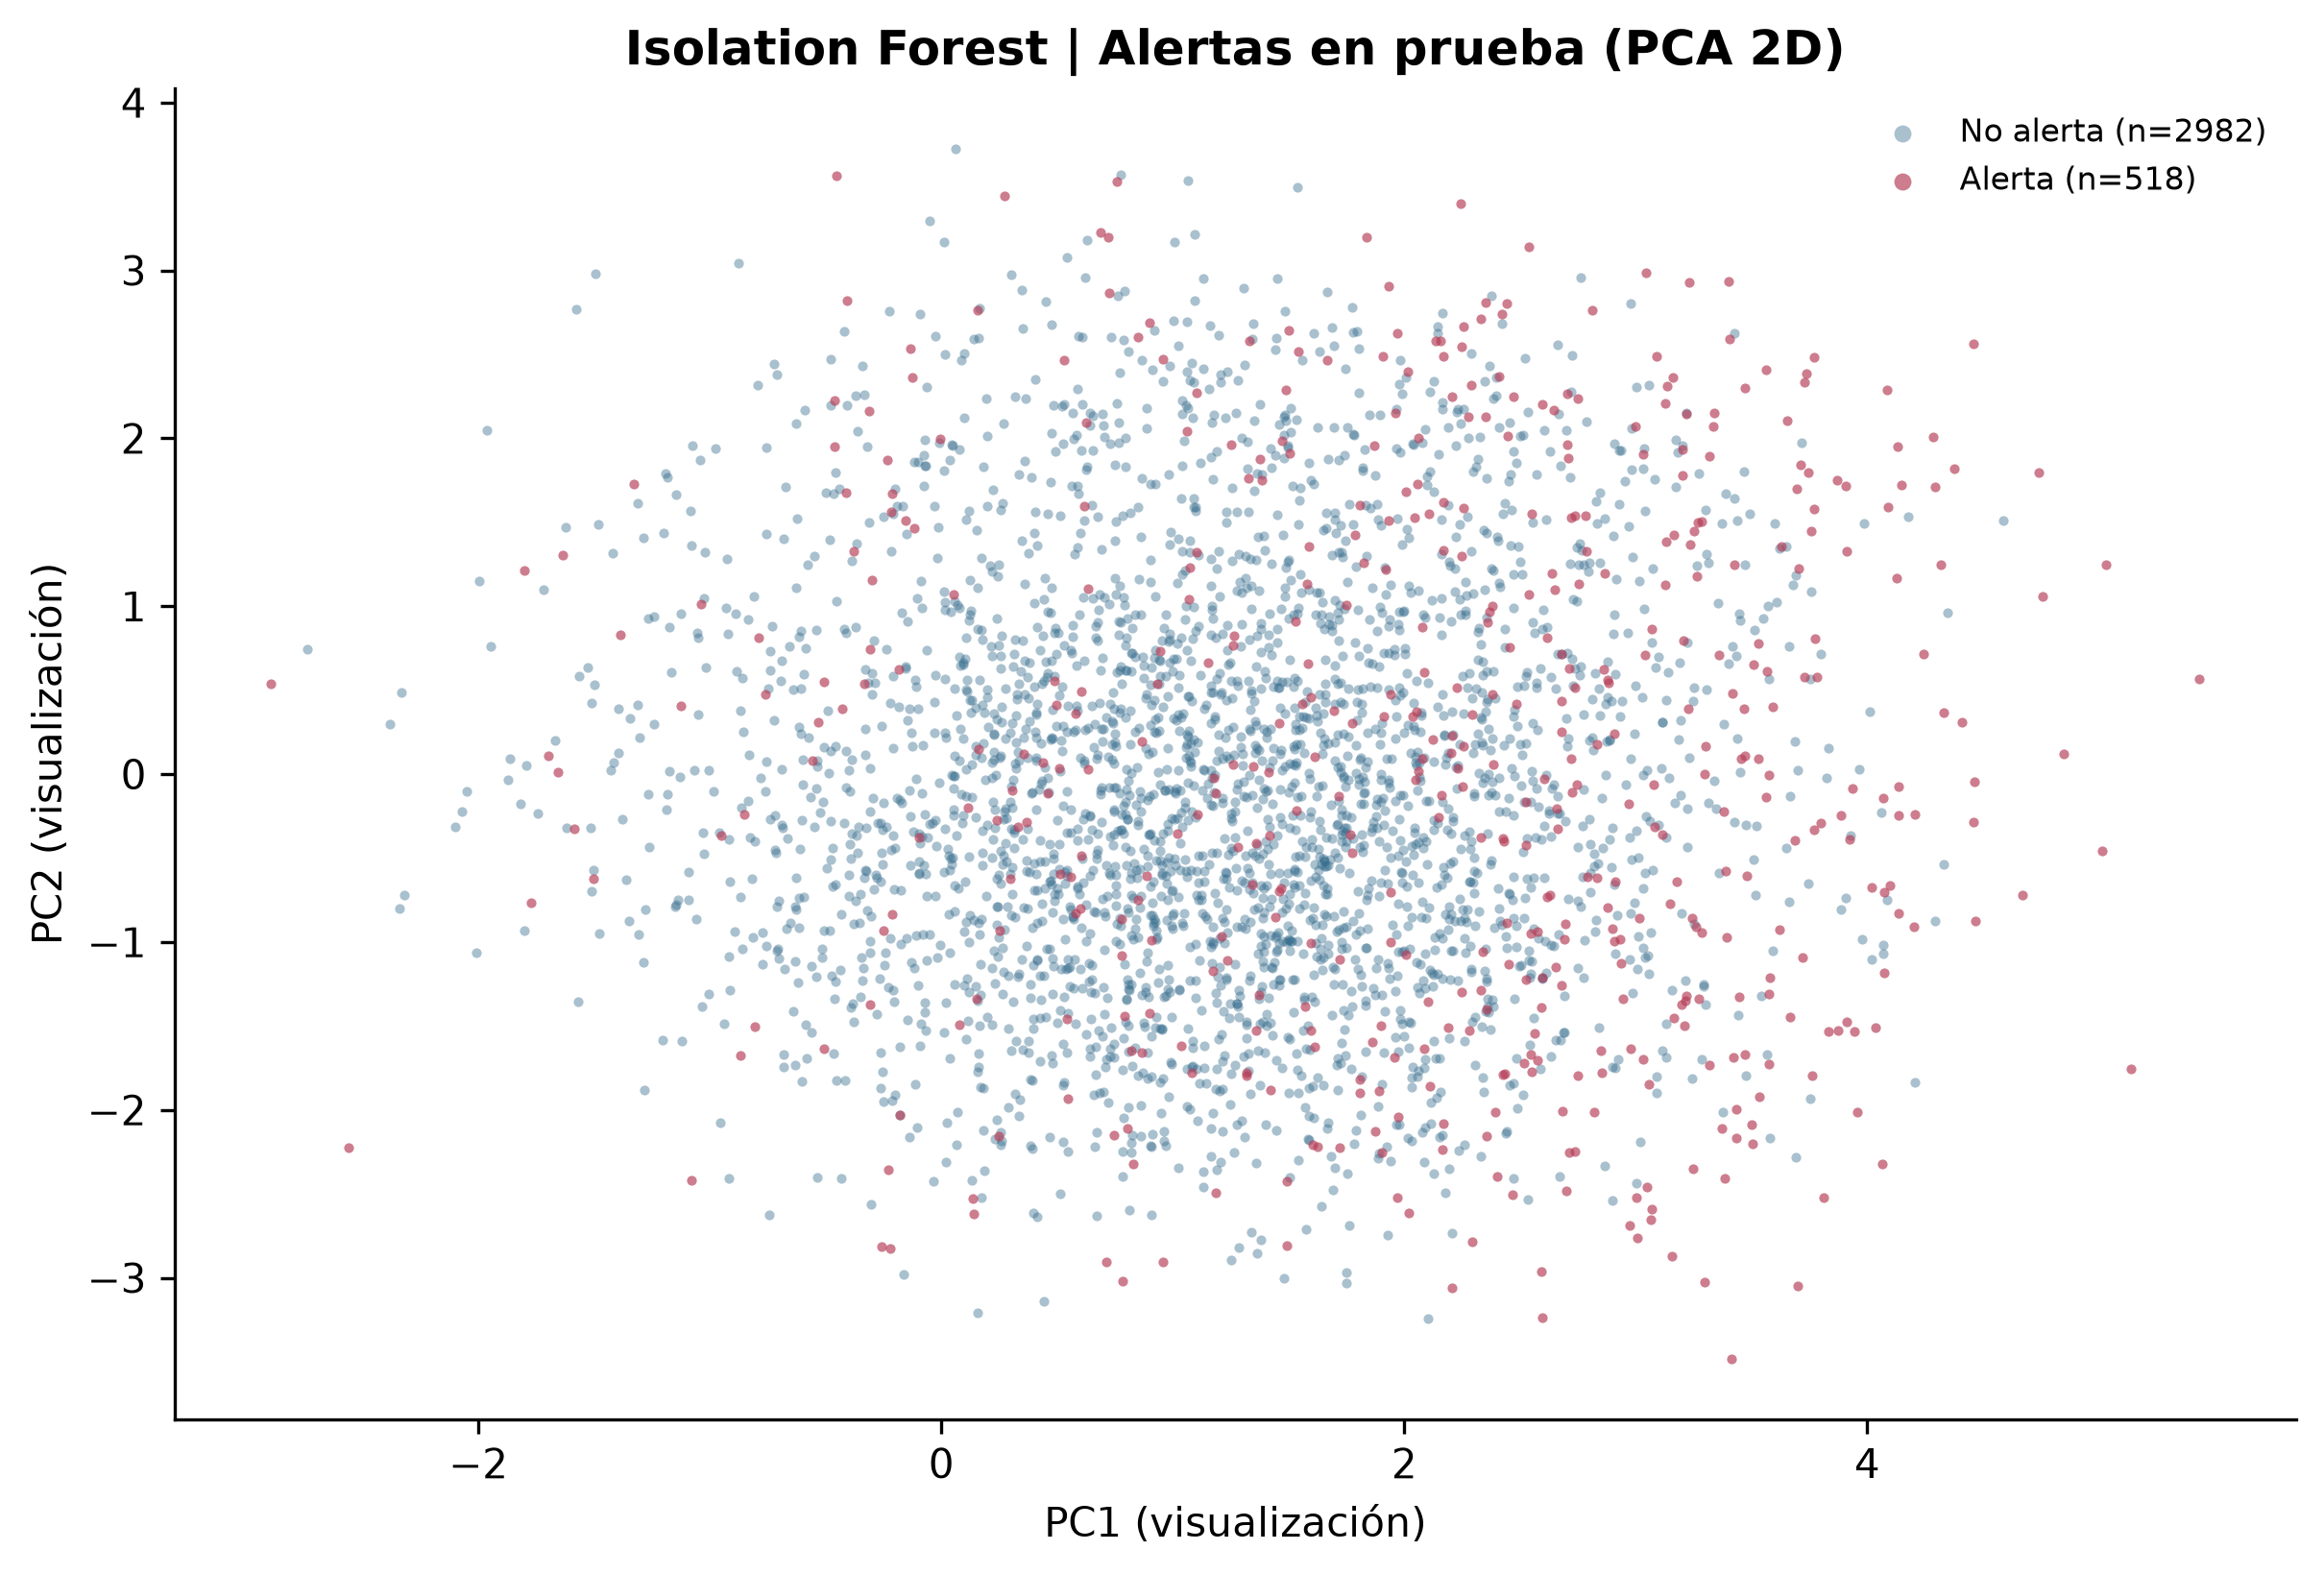 Isolation Forest | Alertas en prueba (PCA 2D)
No alerta (n=2982)
Alerta (n=518)
4
3
2
1
0
−1
−2
−3
PC2 (visualización)
−2
0
2
4
PC1 (visualización)